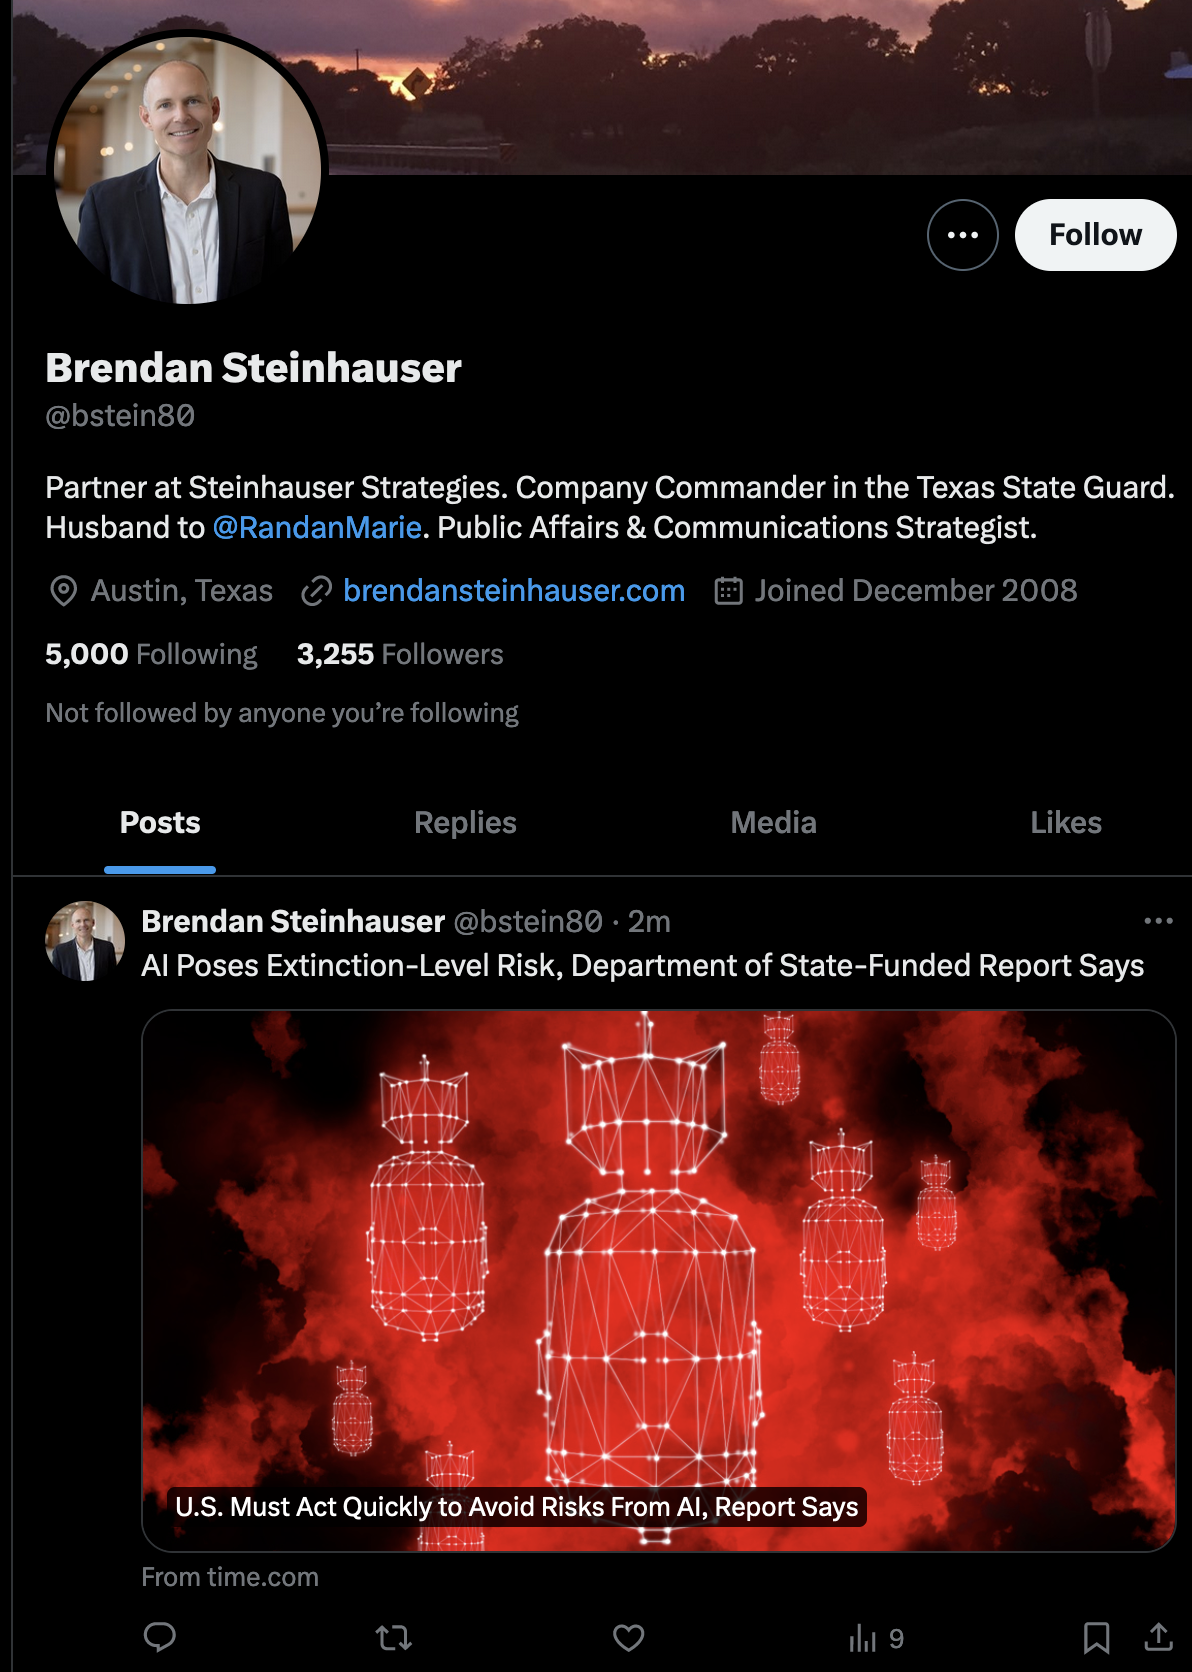 Follow
Brendan Steinhauser
@bstein80
Partner at Steinhauser Strategies. Company Commander in the Texas State Guard.
Husband to @RandanMarie. Public Affairs & Communications Strategist.
Austin, Texas brendansteinhauser.com Joined December 2008
5,000 Following 3,255 Followers
Not followed by anyone you’re following
Posts Replies Media Likes
Brendan Steinhauser @bstein80 · 2m
AI Poses Extinction-Level Risk, Department of State-Funded Report Says
U.S. Must Act Quickly to Avoid Risks From AI, Report Says
From time.com
9